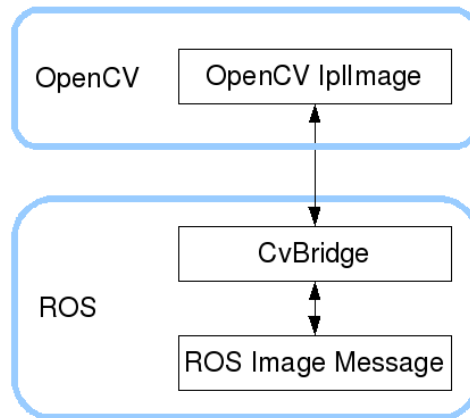 OpenCV
OpenCV IplImage
CvBridge
ROS
ROS Image Message